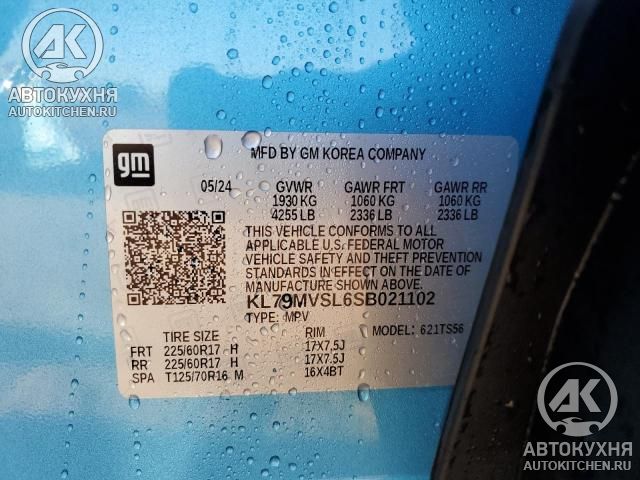 AK
АВТОКУХНЯ
AUTOKITCHEN.RU
gm
MFD BY GM KOREA COMPANY
05/24 GVWR GAWR FRT GAWR RR
1930 KG 1060 KG 1060 KG
4255 LB 2336 LB 2336 LB
THIS VEHICLE CONFORMS TO ALL
APPLICABLE U.S. FEDERAL MOTOR
VEHICLE SAFETY AND THEFT PREVENTION
STANDARDS IN EFFECT ON THE DATE OF
MANUFACTURE SHOWN ABOVE.
KL79MVSL6SB021102
TYPE: MPV MODEL: 621TS56
TIRE SIZE RIM
FRT 225/60R17 H 17X7.5J
RR 225/60R17 H 17X7.5J
SPA T125/70R16 M 16X4BT
AK
АВТОКУХНЯ
AUTOKITCHEN.RU